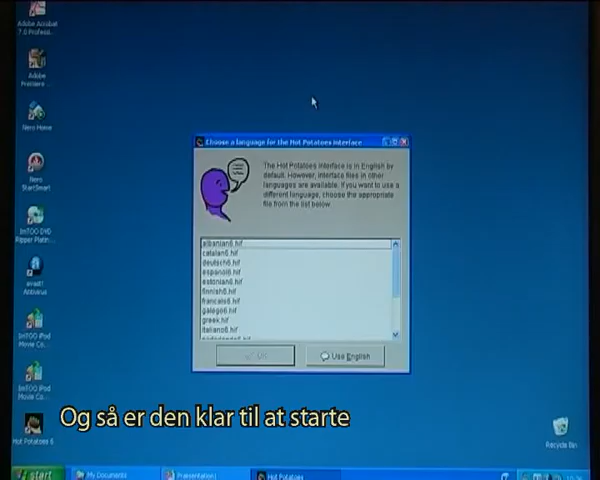 Adobe Acrobat
7.0 Profess...
Adobe
Premiere ...
Nero Home
Nero
StartSmart
ImTOO DVD
Ripper Platin...
avast!
Antivirus
ImTOO iPod
Movie Co...
ImTOO iPod
Movie Co...
Hot Potatoes 6
Choose a language for the Hot Potatoes interface
The Hot Potatoes interface is in English by
default. However, interface files in other
languages are available. If you want to use a
different language, choose the appropriate
file from the list below.
albanian6.hif
catalan6.hif
deutsch6.hif
espanol6.hif
estonian6.hif
finnish6.hif
francais6.hif
galego6.hif
greek.hif
italiano6.hif
OK
Use English
Og så er den klar til at starte
Recycle Bin
start
My Documents
Præsentation1
Hot Potatoes